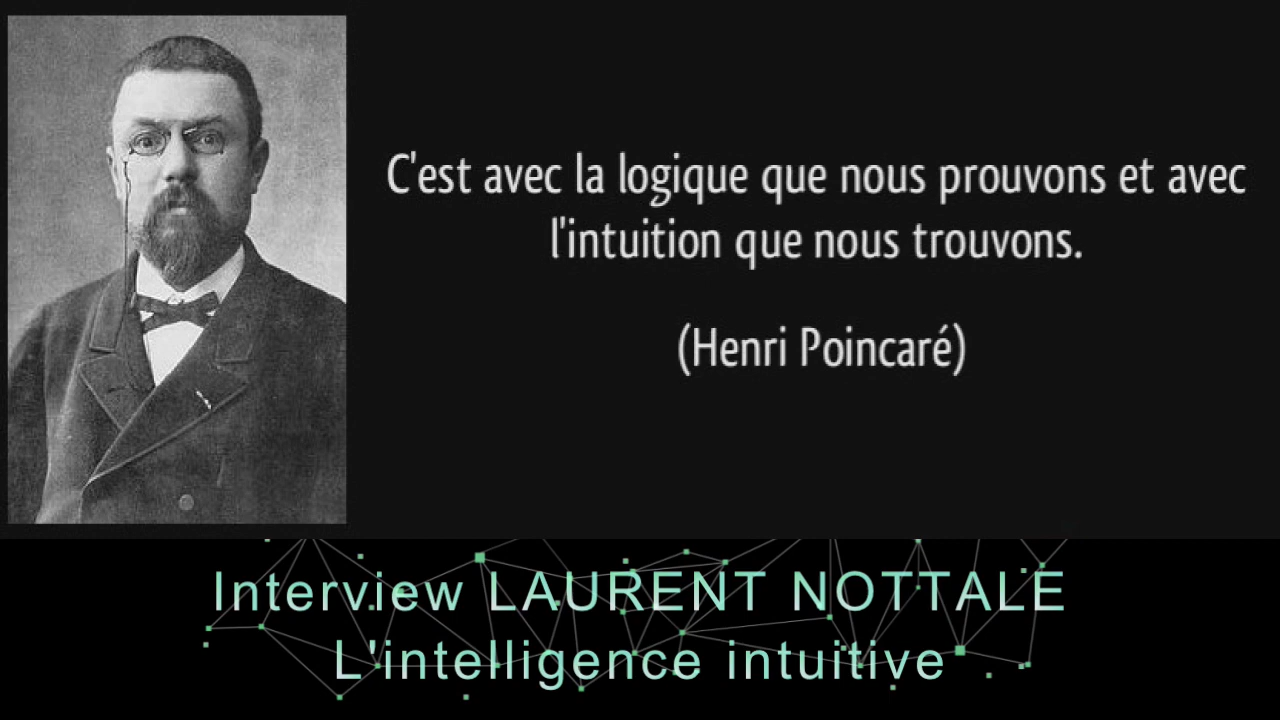 C'est avec la logique que nous prouvons et avec
l'intuition que nous trouvons.
(Henri Poincaré)
Interview LAURENT NOTTALE
L'intelligence intuitive